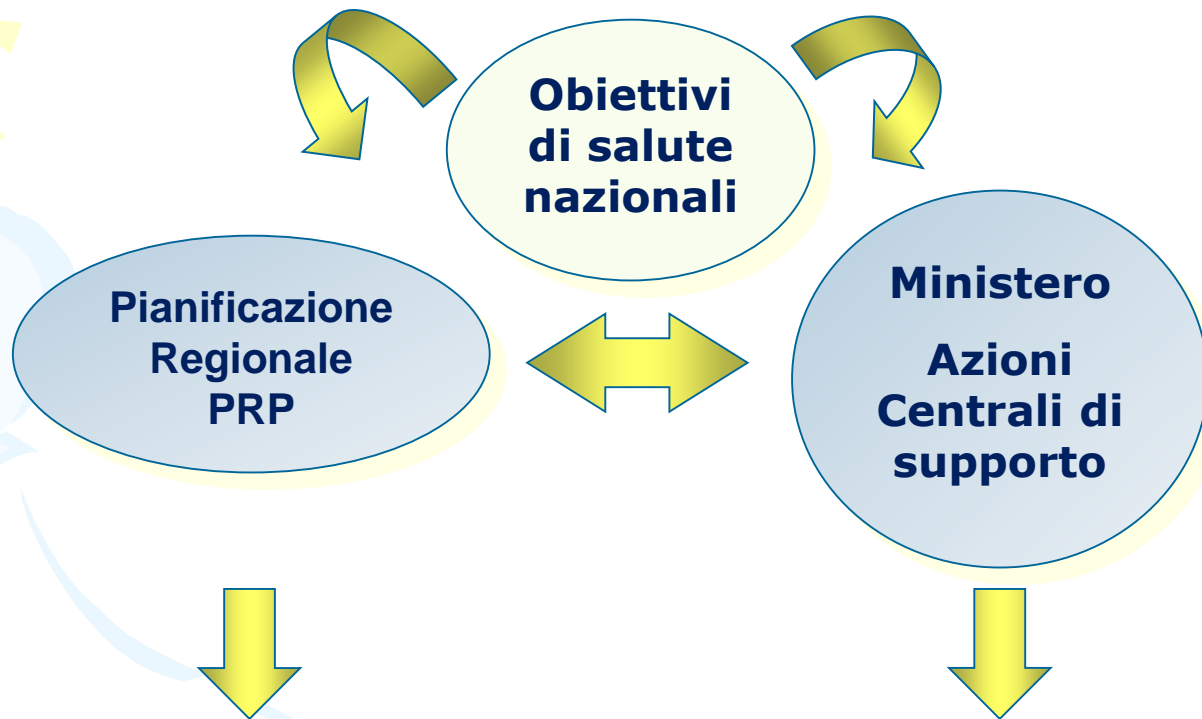 Obiettivi
di salute
nazionali
Pianificazione
Regionale
PRP
Ministero
Azioni
Centrali di
supporto